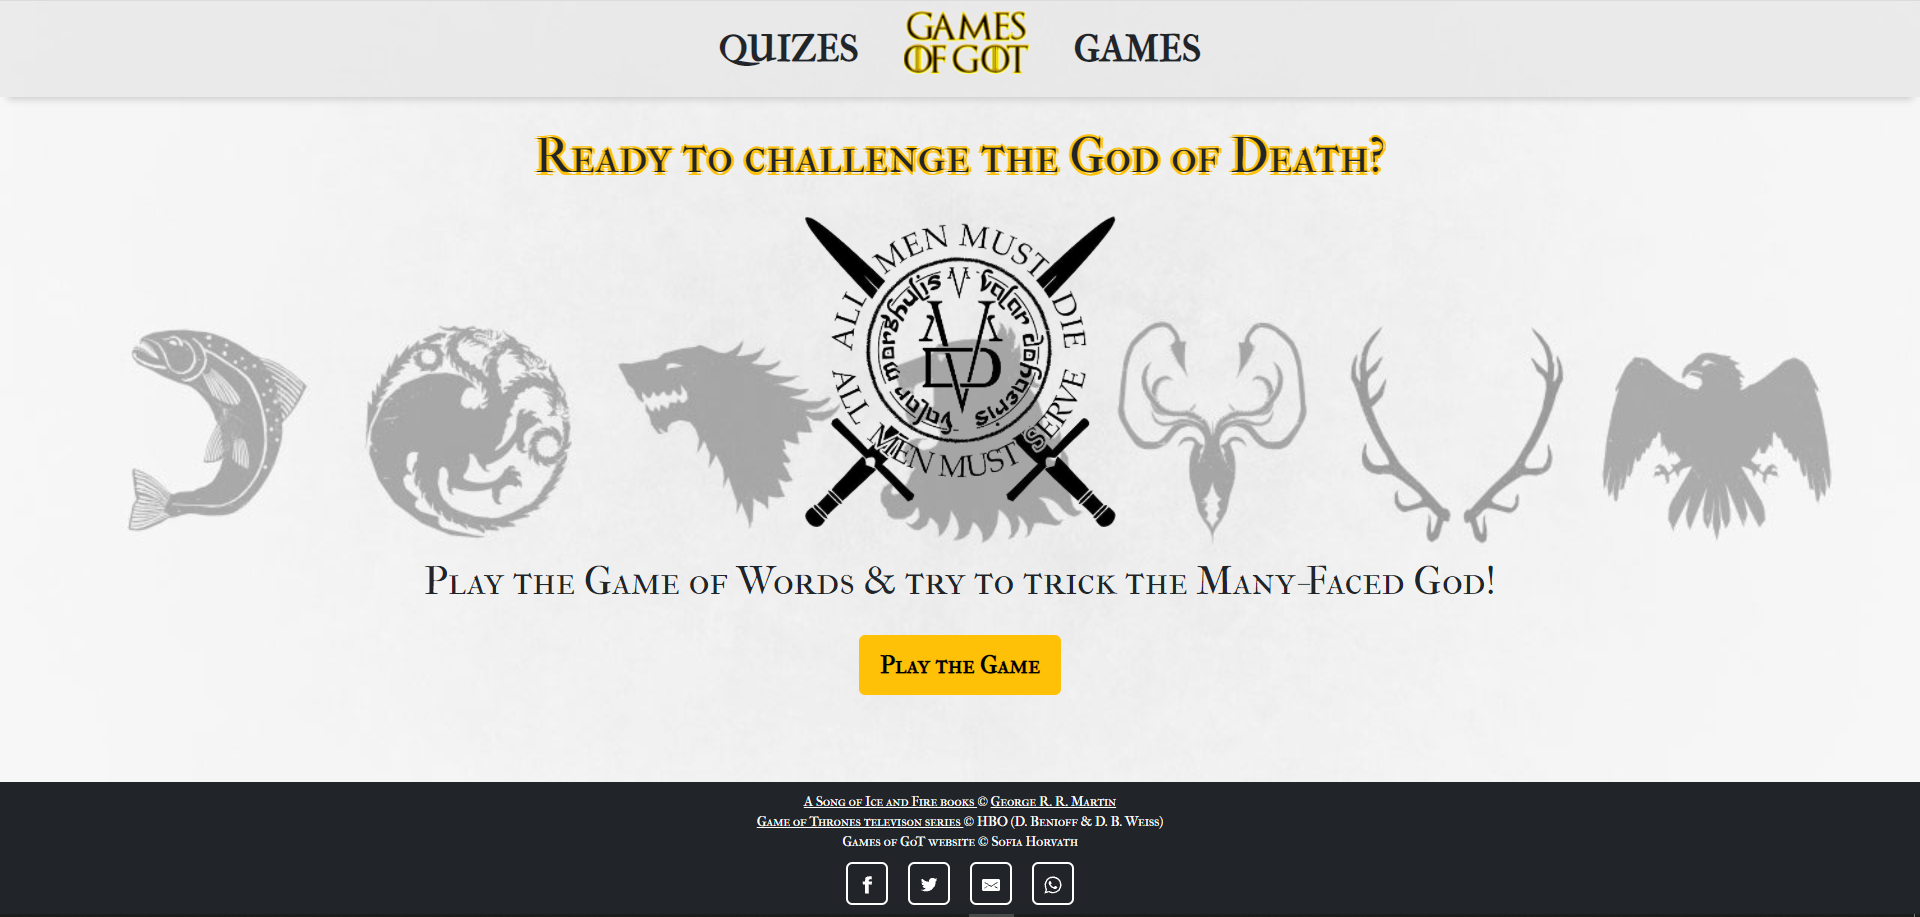 QUIZES
GAMES
OF GOT
GAMES
Ready to challenge the God of Death?
ALL MEN MUST DIE
valar morghulis
valar dohaeris
VD
ALL MEN MUST SERVE
Play the Game of Words & try to trick the Many-Faced God!
Play the Game
A Song of Ice and Fire books © George R. R. Martin
Game of Thrones televison series © HBO (D. Benioff & D. B. Weiss)
Games of GoT website © Sofia Horvath